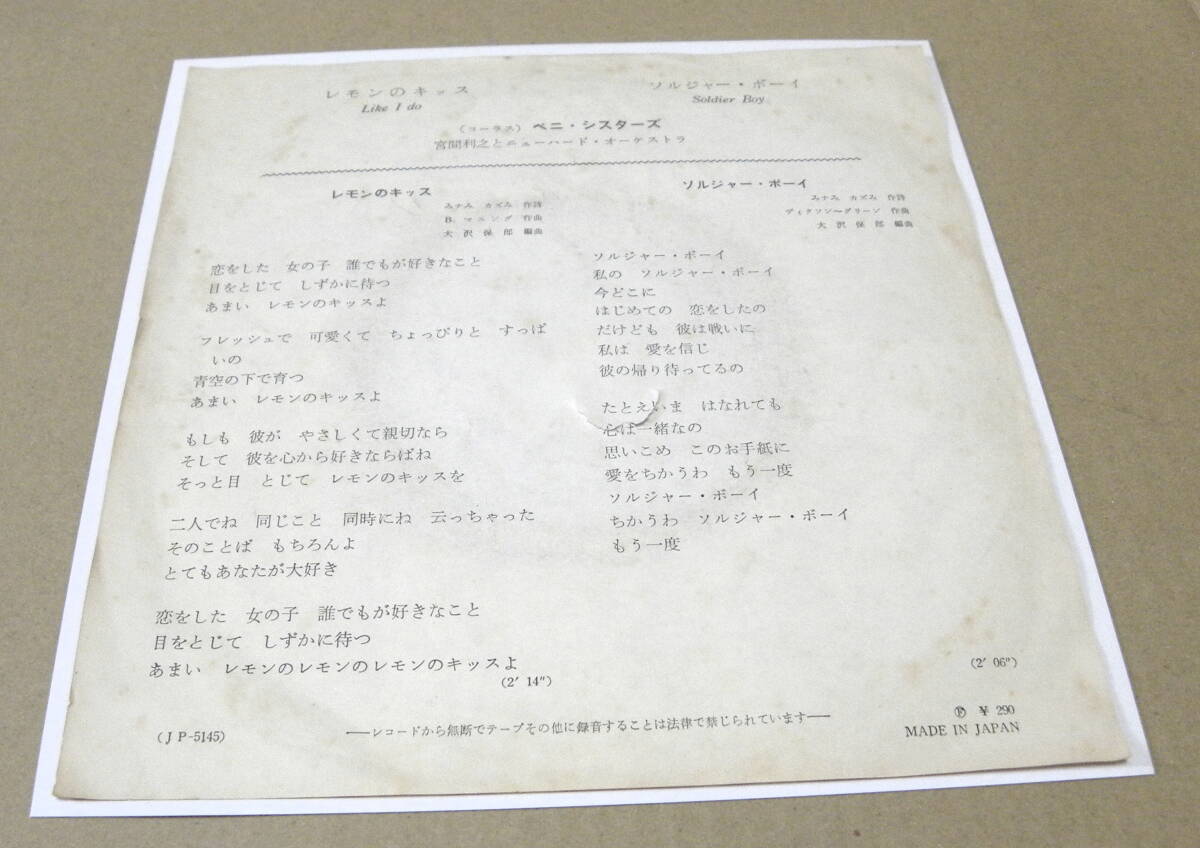 レモンのキッス
Like I do
ソルジャー・ボーイ
Soldier Boy
(コーラス) ベニ・シスターズ
宮間利之とニューハード・オーケストラ
レモンのキッス
みナみ カズみ 作詩
B. マニング 作曲
大沢保郎 編曲
恋をした 女の子 誰でもが好きなこと
目をとじて しずかに待つ
あまい レモンのキッスよ
フレッシュで 可愛くて ちょっぴりと すっぱ
いの
青空の下で育つ
あまい レモンのキッスよ
もしも 彼が やさしくて親切なら
そして 彼を心から好きならばね
そっと目 とじて レモンのキッスを
二人でね 同じこと 同時にね 云っちゃった
そのことば もちろんよ
とてもあなたが大好き
恋をした 女の子 誰でもが好きなこと
目をとじて しずかに待つ
あまい レモンのレモンのレモンのキッスよ
(2′ 14″)
ソルジャー・ボーイ
みナみ カズみ 作詩
ディクソン〜グリーン 作曲
大沢保郎 編曲
ソルジャー・ボーイ
私の ソルジャー・ボーイ
今どこに
はじめての 恋をしたの
だけども 彼は戦いに
私は 愛を信じ
彼の帰り待ってるの
たとえいま はなれても
心は一緒なの
思いこめ このお手紙に
愛をちかうわ もう一度
ソルジャー・ボーイ
ちかうわ ソルジャー・ボーイ
もう一度
(2′ 06″)
(JP-5145)
──レコードから無断でテープその他に録音することは法律で禁じられています──
Ⓟ ¥ 290
MADE IN JAPAN